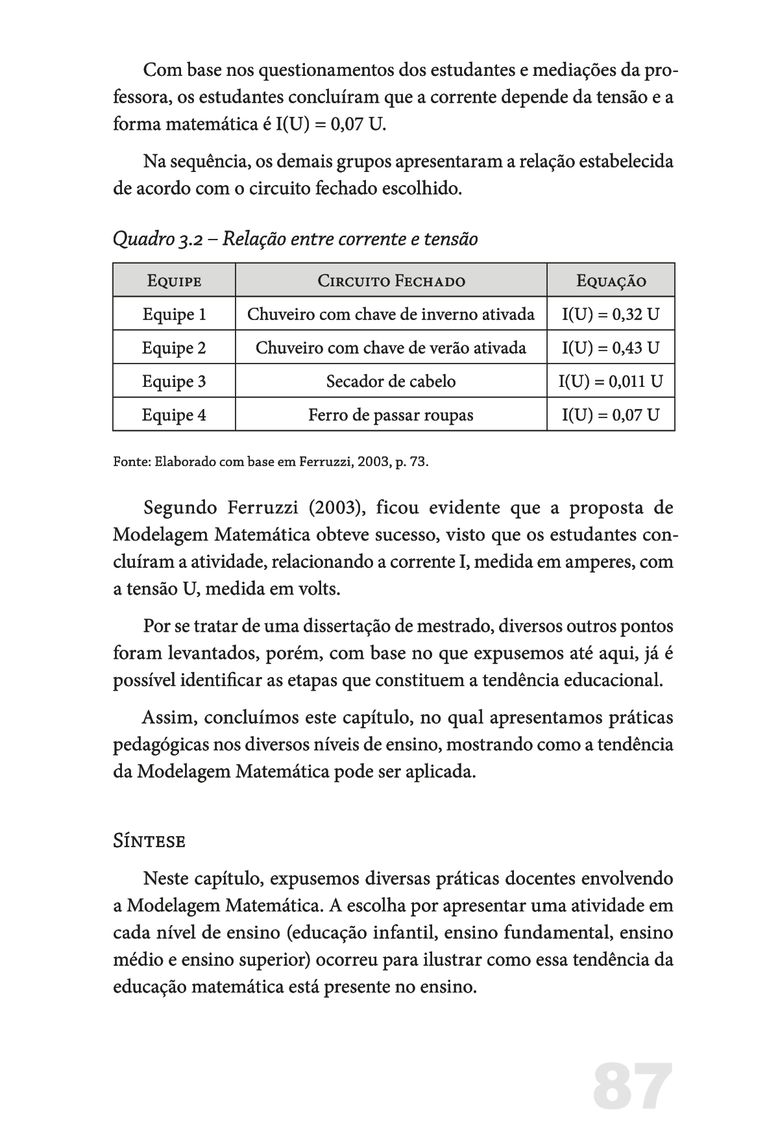 Com base nos questionamentos dos estudantes e mediações da pro-
fessora, os estudantes concluíram que a corrente depende da tensão e a
forma matemática é I(U) = 0,07 U.
Na sequência, os demais grupos apresentaram a relação estabelecida
de acordo com o circuito fechado escolhido.
Quadro 3.2 – Relação entre corrente e tensão
Equipe Circuito Fechado Equação
Equipe 1 Chuveiro com chave de inverno ativada I(U) = 0,32 U
Equipe 2 Chuveiro com chave de verão ativada I(U) = 0,43 U
Equipe 3 Secador de cabelo I(U) = 0,011 U
Equipe 4 Ferro de passar roupas I(U) = 0,07 U
Fonte: Elaborado com base em Ferruzzi, 2003, p. 73.
Segundo Ferruzzi (2003), ficou evidente que a proposta de
Modelagem Matemática obteve sucesso, visto que os estudantes con-
cluíram a atividade, relacionando a corrente I, medida em amperes, com
a tensão U, medida em volts.
Por se tratar de uma dissertação de mestrado, diversos outros pontos
foram levantados, porém, com base no que expusemos até aqui, já é
possível identificar as etapas que constituem a tendência educacional.
Assim, concluímos este capítulo, no qual apresentamos práticas
pedagógicas nos diversos níveis de ensino, mostrando como a tendência
da Modelagem Matemática pode ser aplicada.
Síntese
Neste capítulo, expusemos diversas práticas docentes envolvendo
a Modelagem Matemática. A escolha por apresentar uma atividade em
cada nível de ensino (educação infantil, ensino fundamental, ensino
médio e ensino superior) ocorreu para ilustrar como essa tendência da
educação matemática está presente no ensino.
87